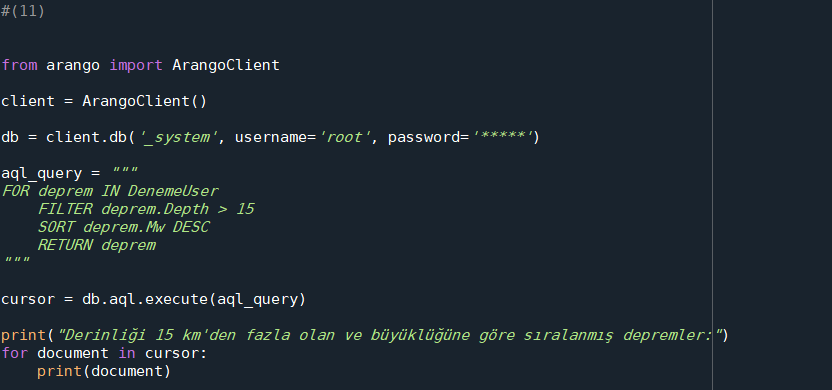 #(11)
from arango import ArangoClient
client = ArangoClient()
db = client.db('_system', username='root', password='*****')
aql_query = """
FOR deprem IN DenemeUser
    FILTER deprem.Depth > 15
    SORT deprem.Mw DESC
    RETURN deprem
"""
cursor = db.aql.execute(aql_query)
print("Derinliği 15 km'den fazla olan ve büyüklüğüne göre sıralanmış depremler:")
for document in cursor:
    print(document)